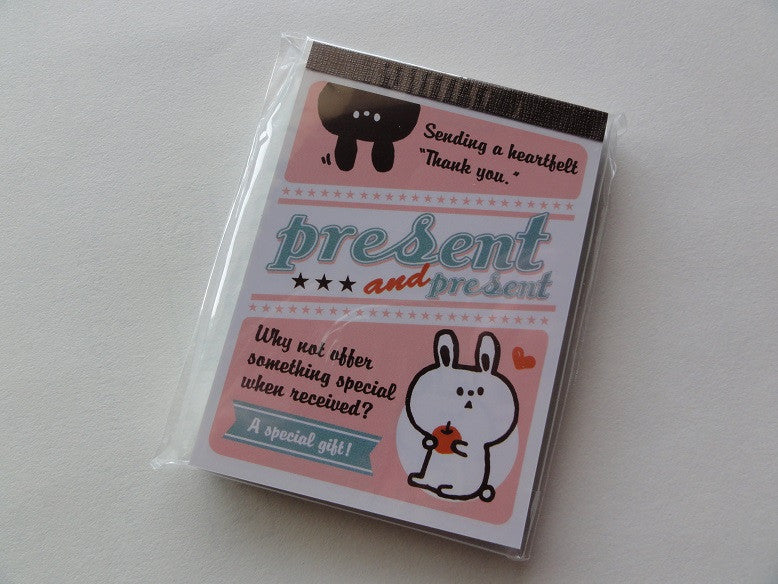 Sending a heartfelt
"Thank you."
present
★★★ and present
Why not offer
something special
when received?
A special gift!